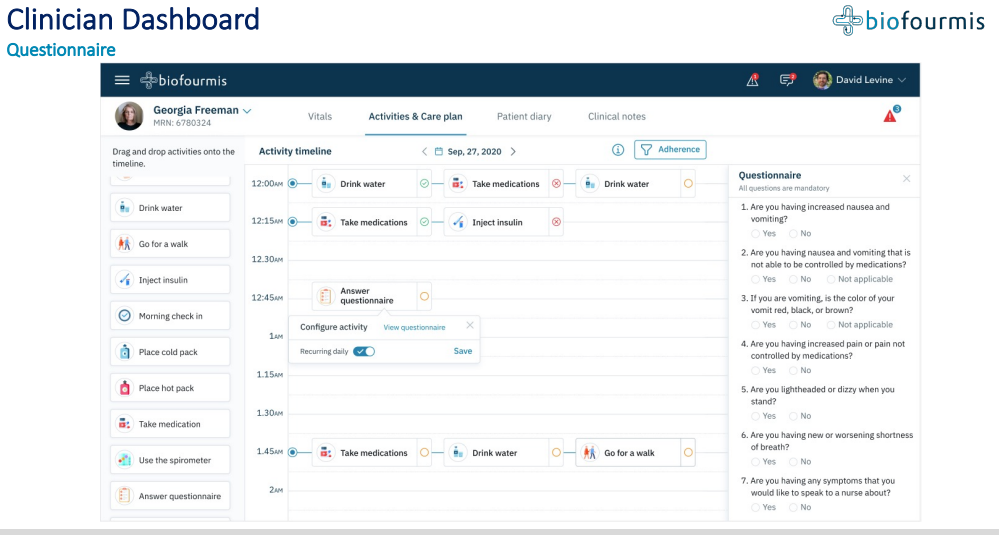 Clinician Dashboard
biofourmis
Questionnaire
biofourmis
David Levine
Georgia Freeman
MRN: 6780324
Vitals
Activities & Care plan
Patient diary
Clinical notes
3
Drag and drop activities onto the
timeline.
Drink water
Go for a walk
Inject insulin
Morning check in
Place cold pack
Place hot pack
Take medication
Use the spirometer
Answer questionnaire
Activity timeline
Sep, 27, 2020
Adherence
12:00AM
Drink water
Take medications
Drink water
12:15AM
Take medications
Inject insulin
12.30AM
12:45AM
Answer
questionnaire
Configure activity
View questionnaire
Recurring daily
Save
1AM
1.15AM
1.30AM
1.45AM
Take medications
Drink water
Go for a walk
2AM
Questionnaire
All questions are mandatory
1. Are you having increased nausea and
vomiting?
Yes No
2. Are you having nausea and vomiting that is
not able to be controlled by medications?
Yes No Not applicable
3. If you are vomiting, is the color of your
vomit red, black, or brown?
Yes No Not applicable
4. Are you having increased pain or pain not
controlled by medications?
Yes No
5. Are you lightheaded or dizzy when you
stand?
Yes No
6. Are you having new or worsening shortness
of breath?
Yes No
7. Are you having any symptoms that you
would like to speak to a nurse about?
Yes No